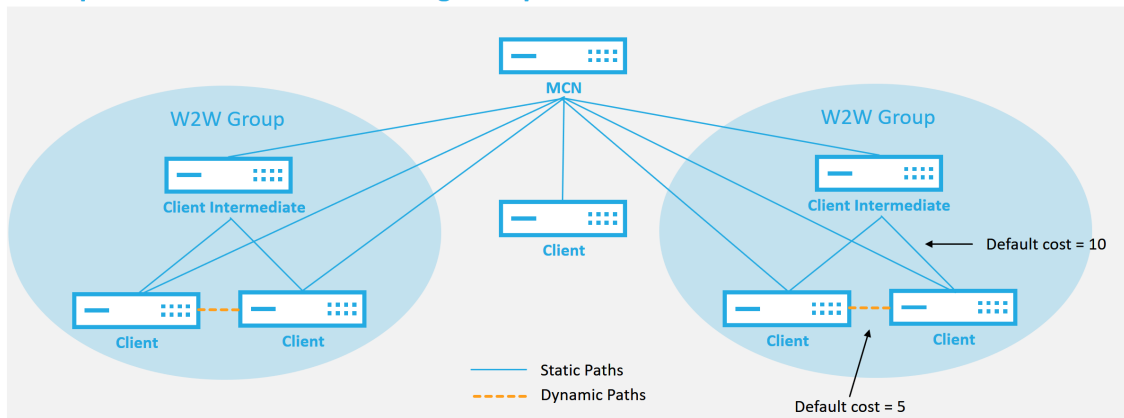 MCN
W2W Group
W2W Group
Client Intermediate
Client Intermediate
Client
Default cost = 10
Client
Client
Client
Client
Static Paths
Dynamic Paths
Default cost = 5